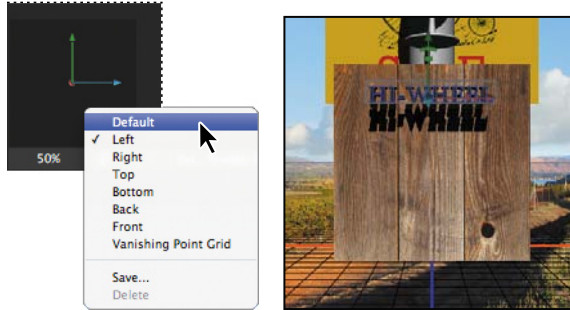 50%
Default
✓ Left
Right
Top
Bottom
Back
Front
Vanishing Point Grid
Save...
Delete
HI-WHEEL
HI-WHEEL